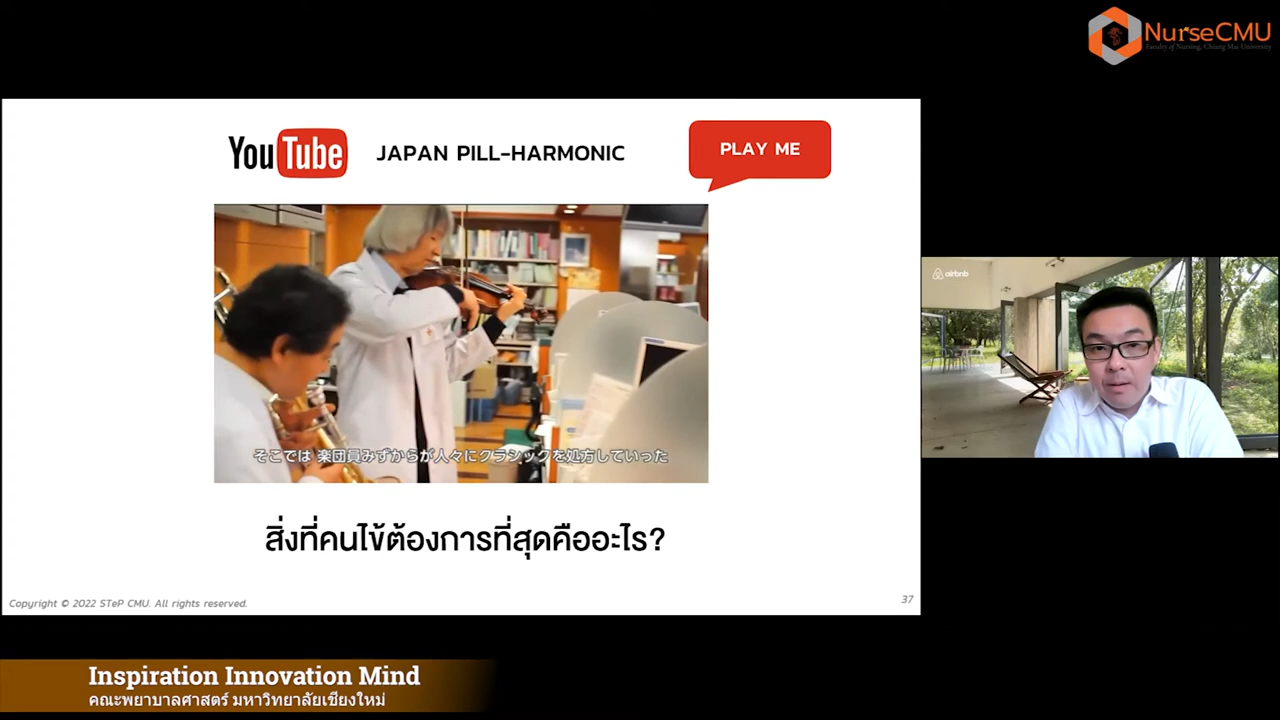 NurseCMU
Faculty of Nursing, Chiang Mai University
YouTube
JAPAN PILL-HARMONIC
PLAY ME
airbnb
そこでは 楽団員みずからが人々にクラシックを処方していった
สิ่งที่คนไข้ต้องการที่สุดคืออะไร?
Copyright © 2022 STeP CMU. All rights reserved.
37
Inspiration Innovation Mind
คณะพยาบาลศาสตร์ มหาวิทยาลัยเชียงใหม่